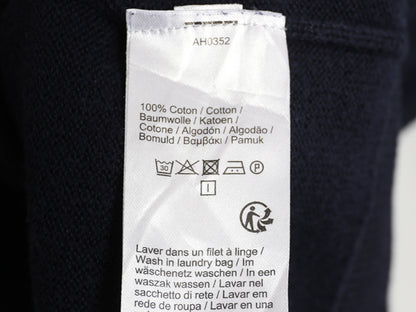 AH0352
100% Coton / Cotton /
Baumwolle / Katoen /
Cotone / Algodón / Algodão /
Bomuld / Βαμβάκι / Pamuk
30 P
I
Laver dans un filet à linge /
Wash in laundry bag / Im
wäschenetz waschen / In een
waszak wassen / Lavar nel
sacchetto di rete / Lavar em
rede de roupa / Lavar en una